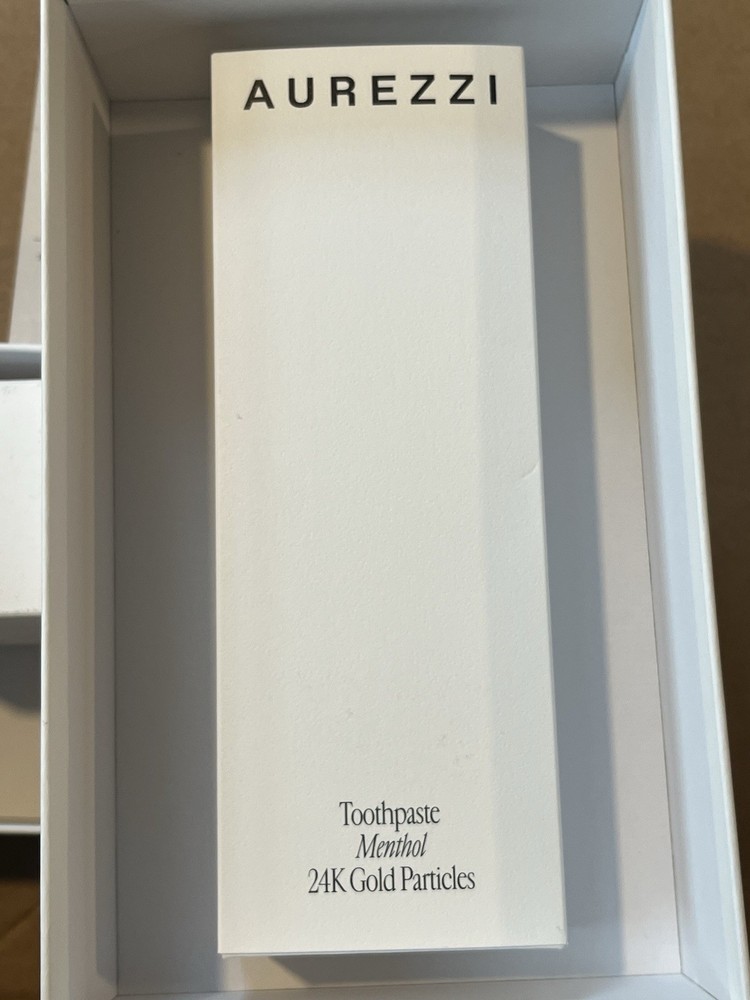 AUREZZI
Toothpaste
Menthol
24K Gold Particles